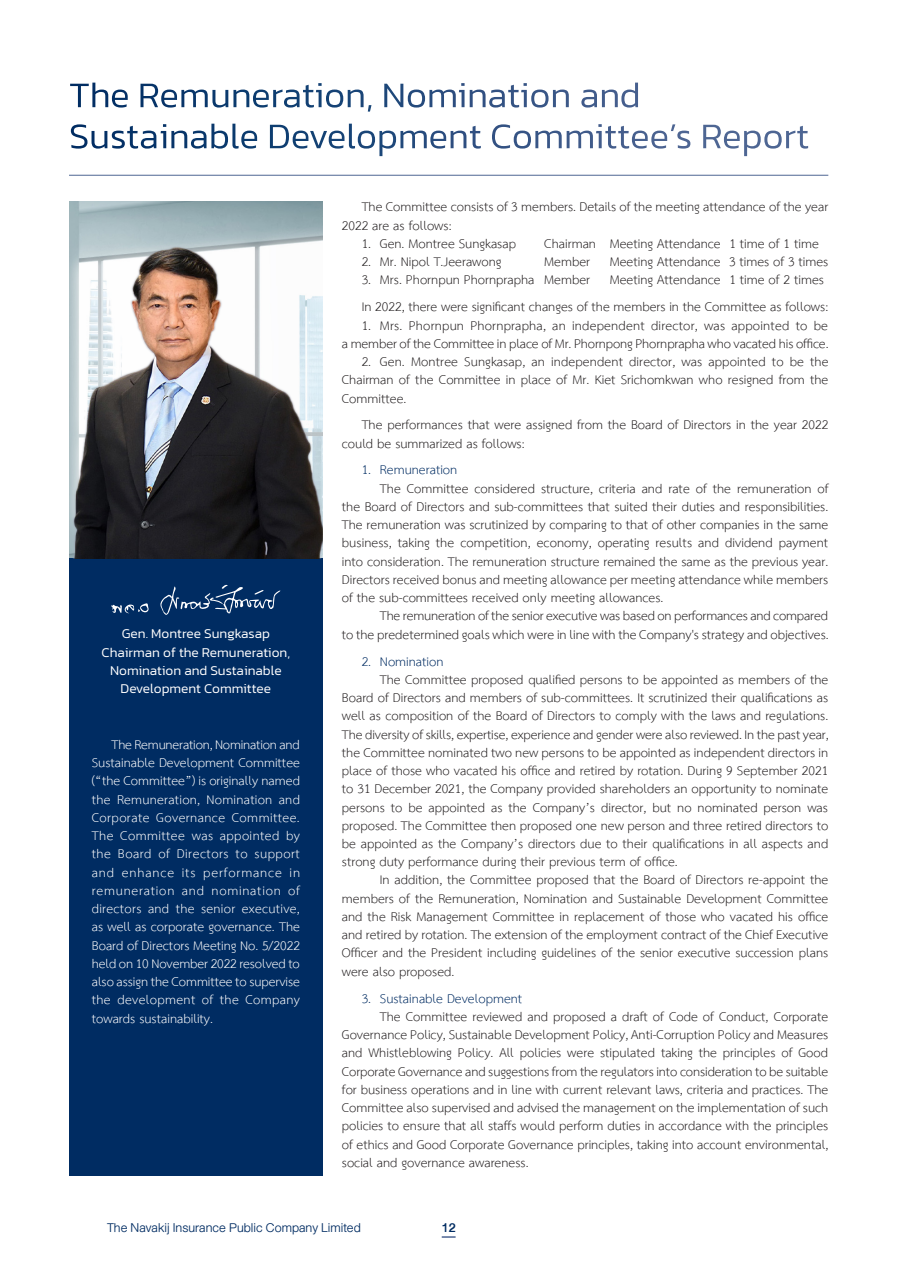 The Remuneration, Nomination and
Sustainable Development Committee's Report
พล.อ
Gen. Montree Sungkasap
Chairman of the Remuneration,
Nomination and Sustainable
Development Committee
The Remuneration, Nomination and
Sustainable Development Committee
("the Committee") is originally named
the Remuneration, Nomination and
Corporate Governance Committee.
The Committee was appointed by
the Board of Directors to support
and enhance its performance in
remuneration and nomination of
directors and the senior executive,
as well as corporate governance. The
Board of Directors Meeting No. 5/2022
held on 10 November 2022 resolved to
also assign the Committee to supervise
the development of the Company
towards sustainability.
The Committee consists of 3 members. Details of the meeting attendance of the year
2022 are as follows:
1. Gen. Montree Sungkasap Chairman Meeting Attendance 1 time of 1 time
2. Mr. Nipol T.Jeerawong Member Meeting Attendance 3 times of 3 times
3. Mrs. Phornpun Phornprapha Member Meeting Attendance 1 time of 2 times
In 2022, there were significant changes of the members in the Committee as follows:
1. Mrs. Phornpun Phornprapha, an independent director, was appointed to be
a member of the Committee in place of Mr. Phornpong Phornprapha who vacated his office.
2. Gen. Montree Sungkasap, an independent director, was appointed to be the
Chairman of the Committee in place of Mr. Kiet Srichomkwan who resigned from the
Committee.
The performances that were assigned from the Board of Directors in the year 2022
could be summarized as follows:
1. Remuneration
The Committee considered structure, criteria and rate of the remuneration of
the Board of Directors and sub-committees that suited their duties and responsibilities.
The remuneration was scrutinized by comparing to that of other companies in the same
business, taking the competition, economy, operating results and dividend payment
into consideration. The remuneration structure remained the same as the previous year.
Directors received bonus and meeting allowance per meeting attendance while members
of the sub-committees received only meeting allowances.
The remuneration of the senior executive was based on performances and compared
to the predetermined goals which were in line with the Company's strategy and objectives.
2. Nomination
The Committee proposed qualified persons to be appointed as members of the
Board of Directors and members of sub-committees. It scrutinized their qualifications as
well as composition of the Board of Directors to comply with the laws and regulations.
The diversity of skills, expertise, experience and gender were also reviewed. In the past year,
the Committee nominated two new persons to be appointed as independent directors in
place of those who vacated his office and retired by rotation. During 9 September 2021
to 31 December 2021, the Company provided shareholders an opportunity to nominate
persons to be appointed as the Company's director, but no nominated person was
proposed. The Committee then proposed one new person and three retired directors to
be appointed as the Company's directors due to their qualifications in all aspects and
strong duty performance during their previous term of office.
In addition, the Committee proposed that the Board of Directors re-appoint the
members of the Remuneration, Nomination and Sustainable Development Committee
and the Risk Management Committee in replacement of those who vacated his office
and retired by rotation. The extension of the employment contract of the Chief Executive
Officer and the President including guidelines of the senior executive succession plans
were also proposed.
3. Sustainable Development
The Committee reviewed and proposed a draft of Code of Conduct, Corporate
Governance Policy, Sustainable Development Policy, Anti-Corruption Policy and Measures
and Whistleblowing Policy. All policies were stipulated taking the principles of Good
Corporate Governance and suggestions from the regulators into consideration to be suitable
for business operations and in line with current relevant laws, criteria and practices. The
Committee also supervised and advised the management on the implementation of such
policies to ensure that all staffs would perform duties in accordance with the principles
of ethics and Good Corporate Governance principles, taking into account environmental,
social and governance awareness.
The Navakij Insurance Public Company Limited 12